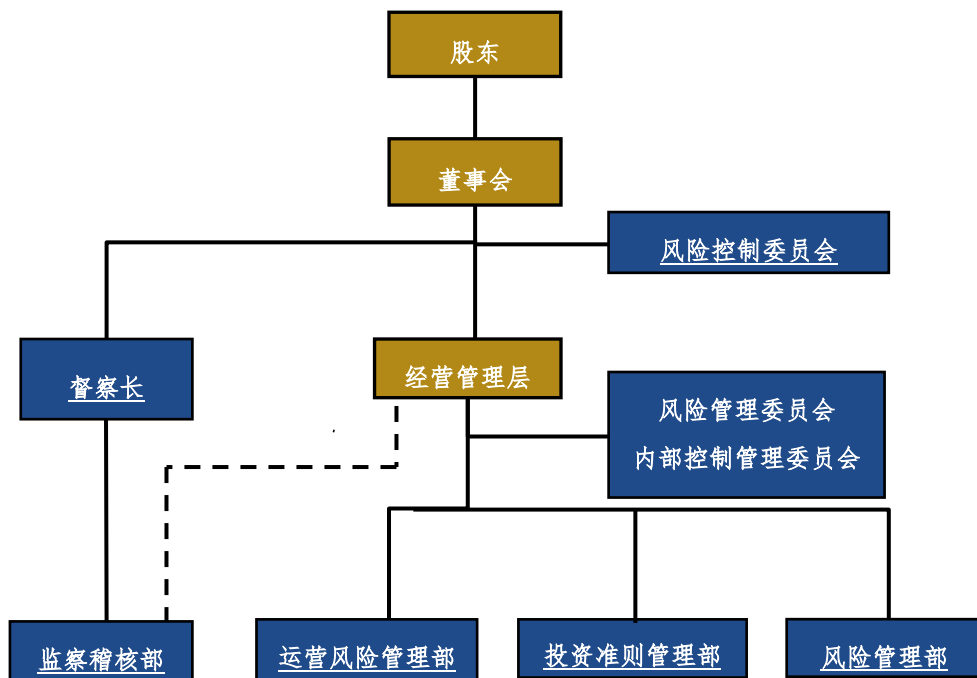 股东
董事会
风险控制委员会
督察长
经营管理层
风险管理委员会
内部控制管理委员会
监察稽核部
运营风险管理部
投资准则管理部
风险管理部